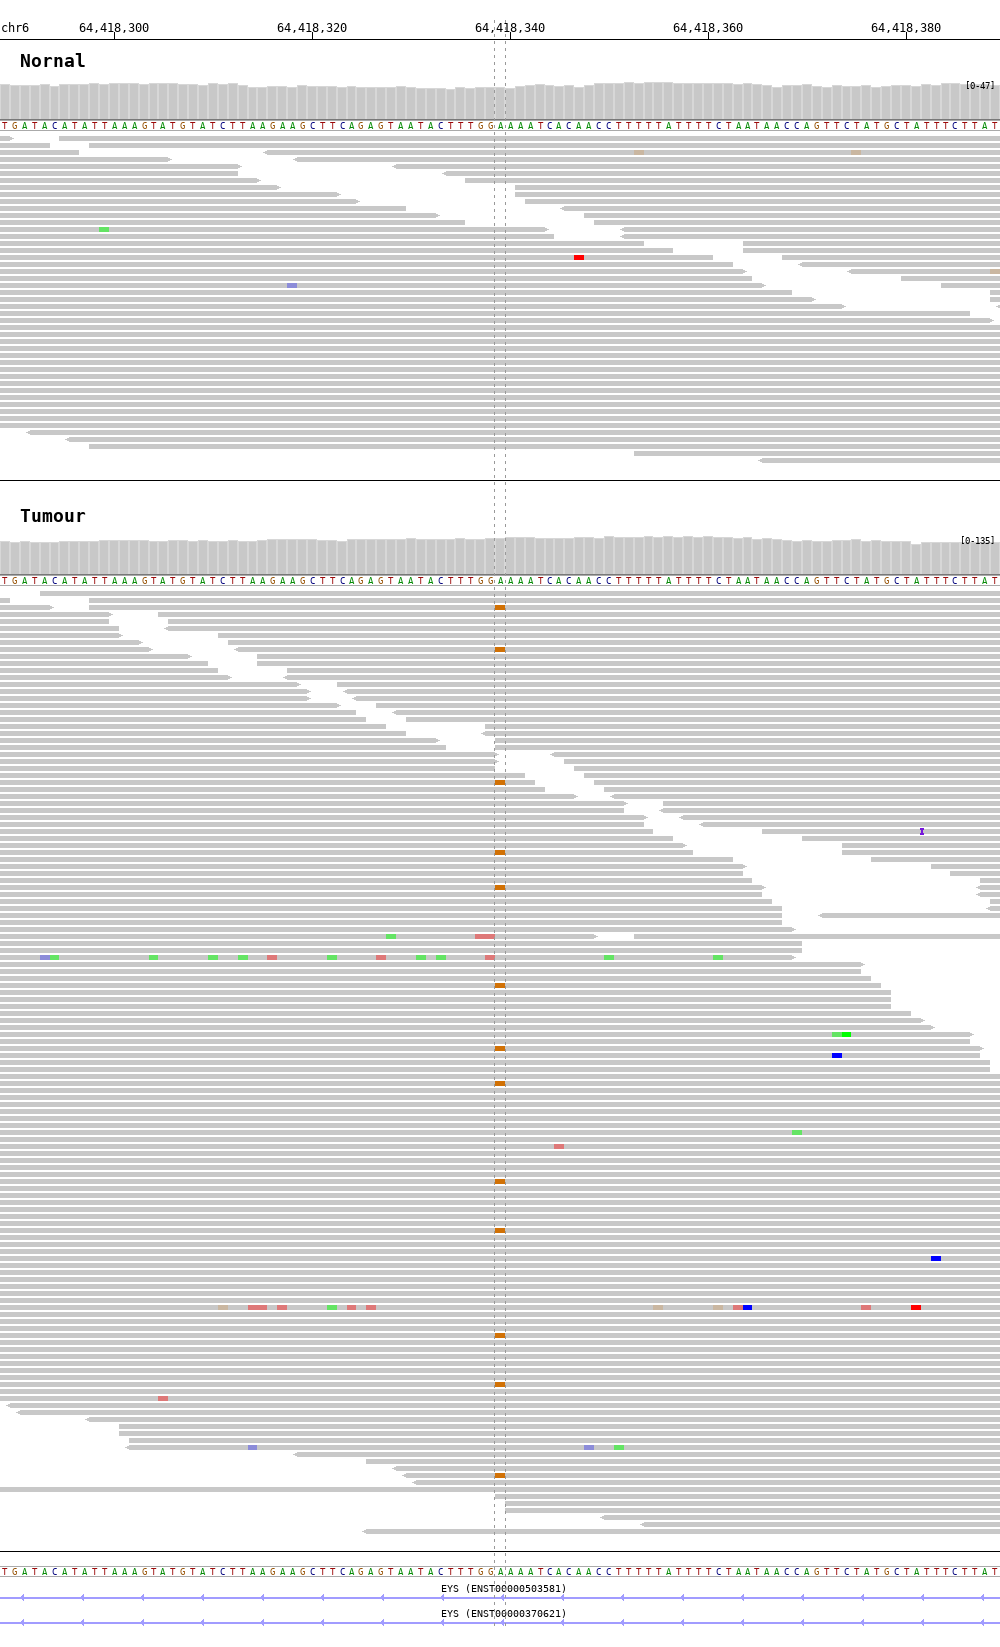 chr6 64,418,300 64,418,320 64,418,340 64,418,360 64,418,380
Nornal
[0-47]
TGATACATATTAAAGTATGTATCTTAAGAAGCTTCAGAGTAATACTTTGGAAAATCACAACCTTTTTATTTTCTAATAACCAGTTCTATGCTATTTCTTAT
Tumour
[0-135]
TGATACATATTAAAGTATGTATCTTAAGAAGCTTCAGAGTAATACTTTGGAAAATCACAACCTTTTTATTTTCTAATAACCAGTTCTATGCTATTTCTTAT
I
TGATACATATTAAAGTATGTATCTTAAGAAGCTTCAGAGTAATACTTTGGAAAATCACAACCTTTTTATTTTCTAATAACCAGTTCTATGCTATTTCTTAT
EYS (ENST00000503581)
EYS (ENST00000370621)